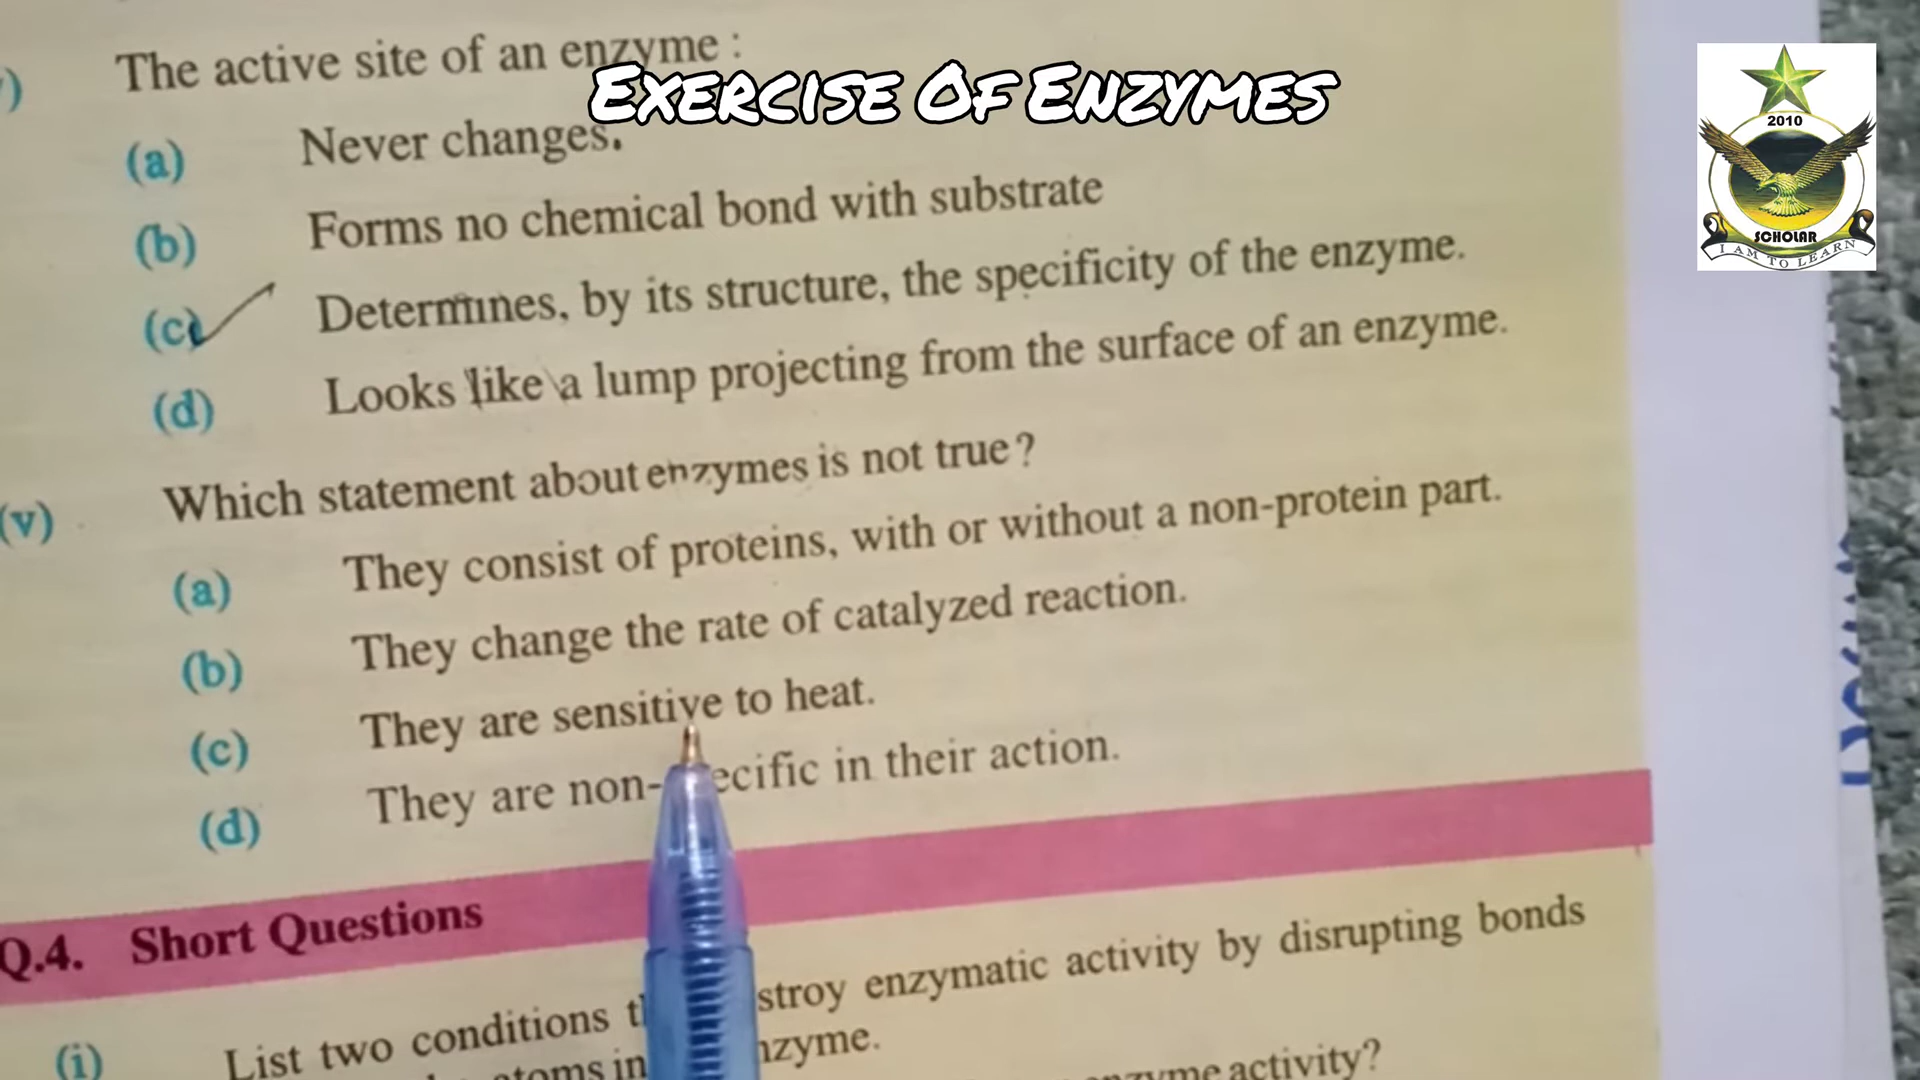 The active site of an enzyme :
Exercise Of Enzymes
(a) Never changes.
(b) Forms no chemical bond with substrate
(c) Determines, by its structure, the specificity of the enzyme.
(d) Looks like a lump projecting from the surface of an enzyme.
(v) Which statement about enzymes is not true?
(a) They consist of proteins, with or without a non-protein part.
(b) They change the rate of catalyzed reaction.
(c) They are sensitive to heat.
(d) They are non- ecific in their action.
Q.4. Short Questions
(i) List two conditions stroy enzymatic activity by disrupting bonds
atoms in nzyme.
activity?
2010
SCHOLAR
I AM TO LEARN